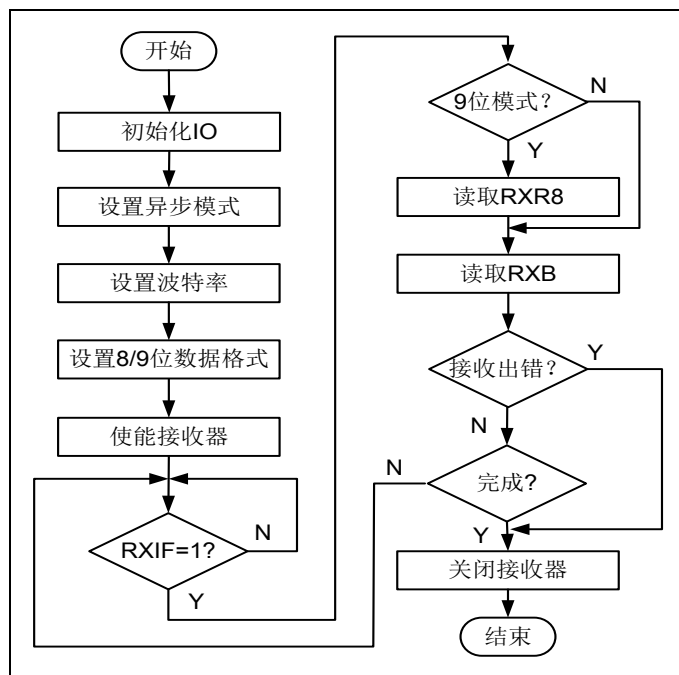 开始
初始化IO
设置异步模式
设置波特率
设置8/9位数据格式
使能接收器
RXIF=1?
N
Y
9位模式？
N
Y
读取RXR8
读取RXB
接收出错？
Y
N
完成?
N
Y
关闭接收器
结束